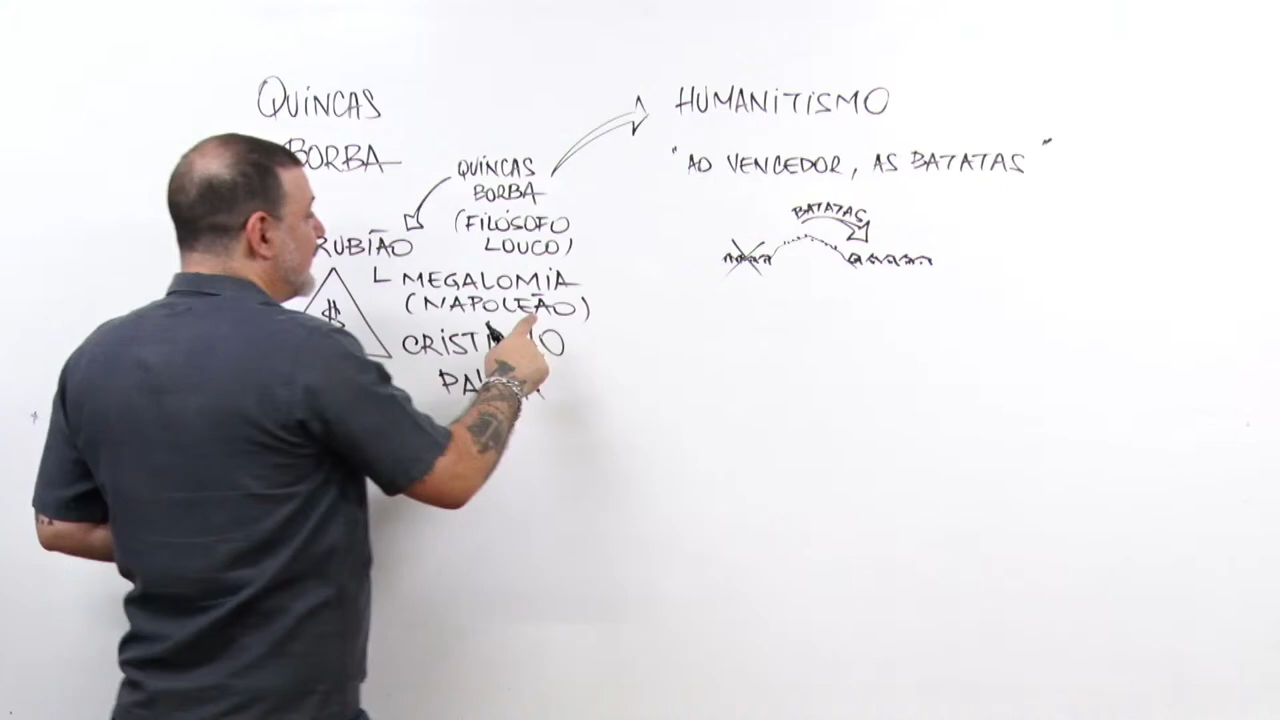 QUINCAS
BORBA
QUINCAS
BORBA
(FILÓSOFO
LOUCO)
RUBIÃO
L MEGALOMIA
(NAPOLEÃO)
$
HUMANITISMO
"AO VENCEDOR, AS BATATAS"
BATATAS